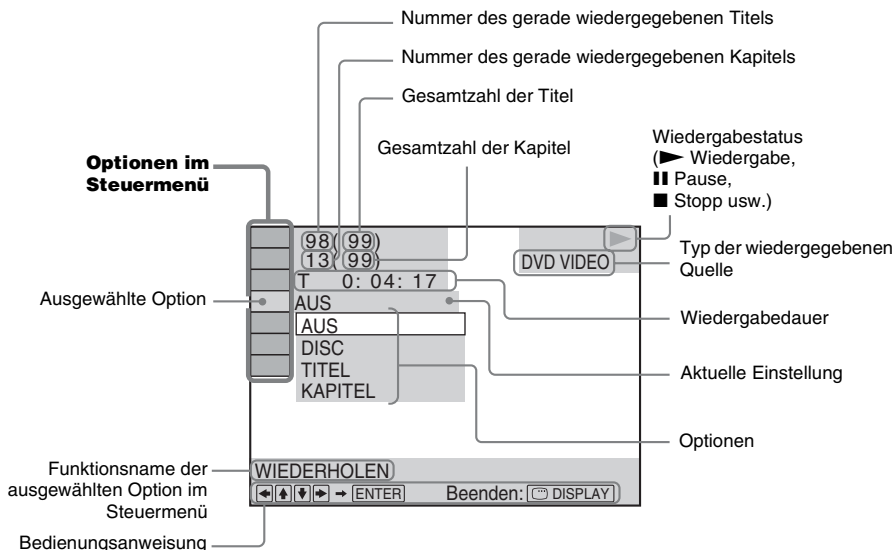 Nummer des gerade wiedergegebenen Titels
Nummer des gerade wiedergegebenen Kapitels
Gesamtzahl der Titel
Gesamtzahl der Kapitel
Wiedergabestatus
(► Wiedergabe,
❚❚ Pause,
■ Stopp usw.)
Optionen im
Steuermenü
98( 99)
13( 99)
T 0: 04: 17
DVD VIDEO
Typ der wiedergegebenen
Quelle
Ausgewählte Option
AUS
AUS
DISC
TITEL
KAPITEL
Wiedergabedauer
Aktuelle Einstellung
Optionen
Funktionsname der
ausgewählten Option im
Steuermenü
WIEDERHOLEN
ENTER Beenden: DISPLAY
Bedienungsanweisung